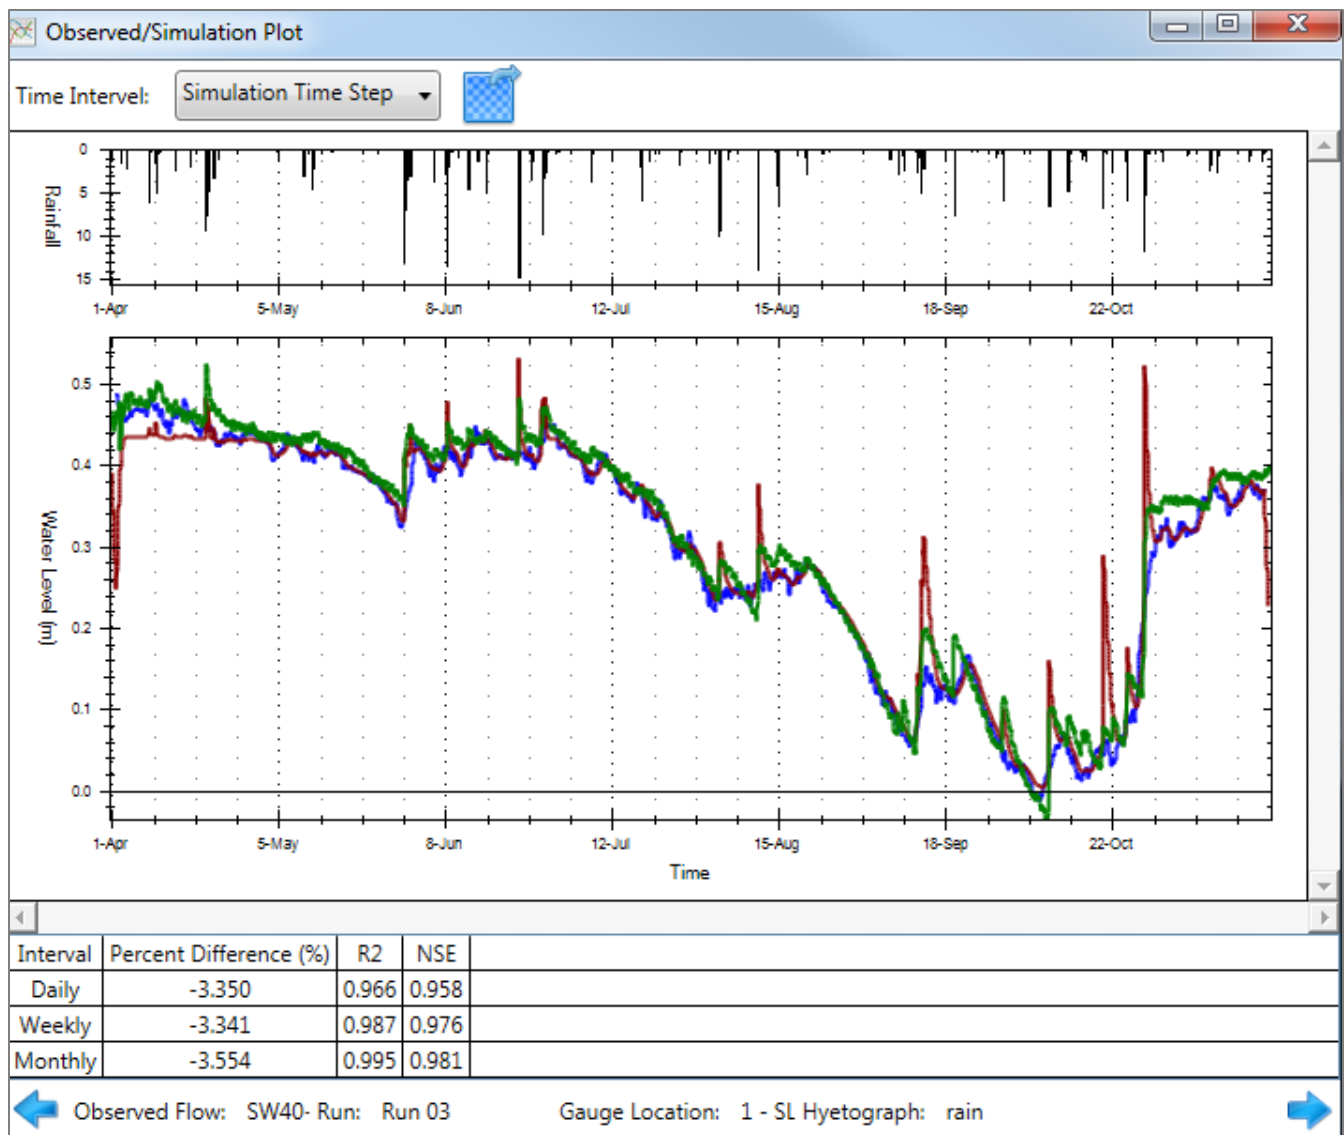 Observed/Simulation Plot
Time Intervel: Simulation Time Step
0
5
10
15
Rainfall
1-Apr 5-May 8-Jun 12-Jul 15-Aug 18-Sep 22-Oct
0.5
0.4
0.3
0.2
0.1
0.0
Water Level (m)
1-Apr 5-May 8-Jun 12-Jul 15-Aug 18-Sep 22-Oct
Time
Interval Percent Difference (%) R2 NSE
Daily -3.350 0.966 0.958
Weekly -3.341 0.987 0.976
Monthly -3.554 0.995 0.981
Observed Flow: SW40- Run: Run 03 Gauge Location: 1 - SL Hyetograph: rain